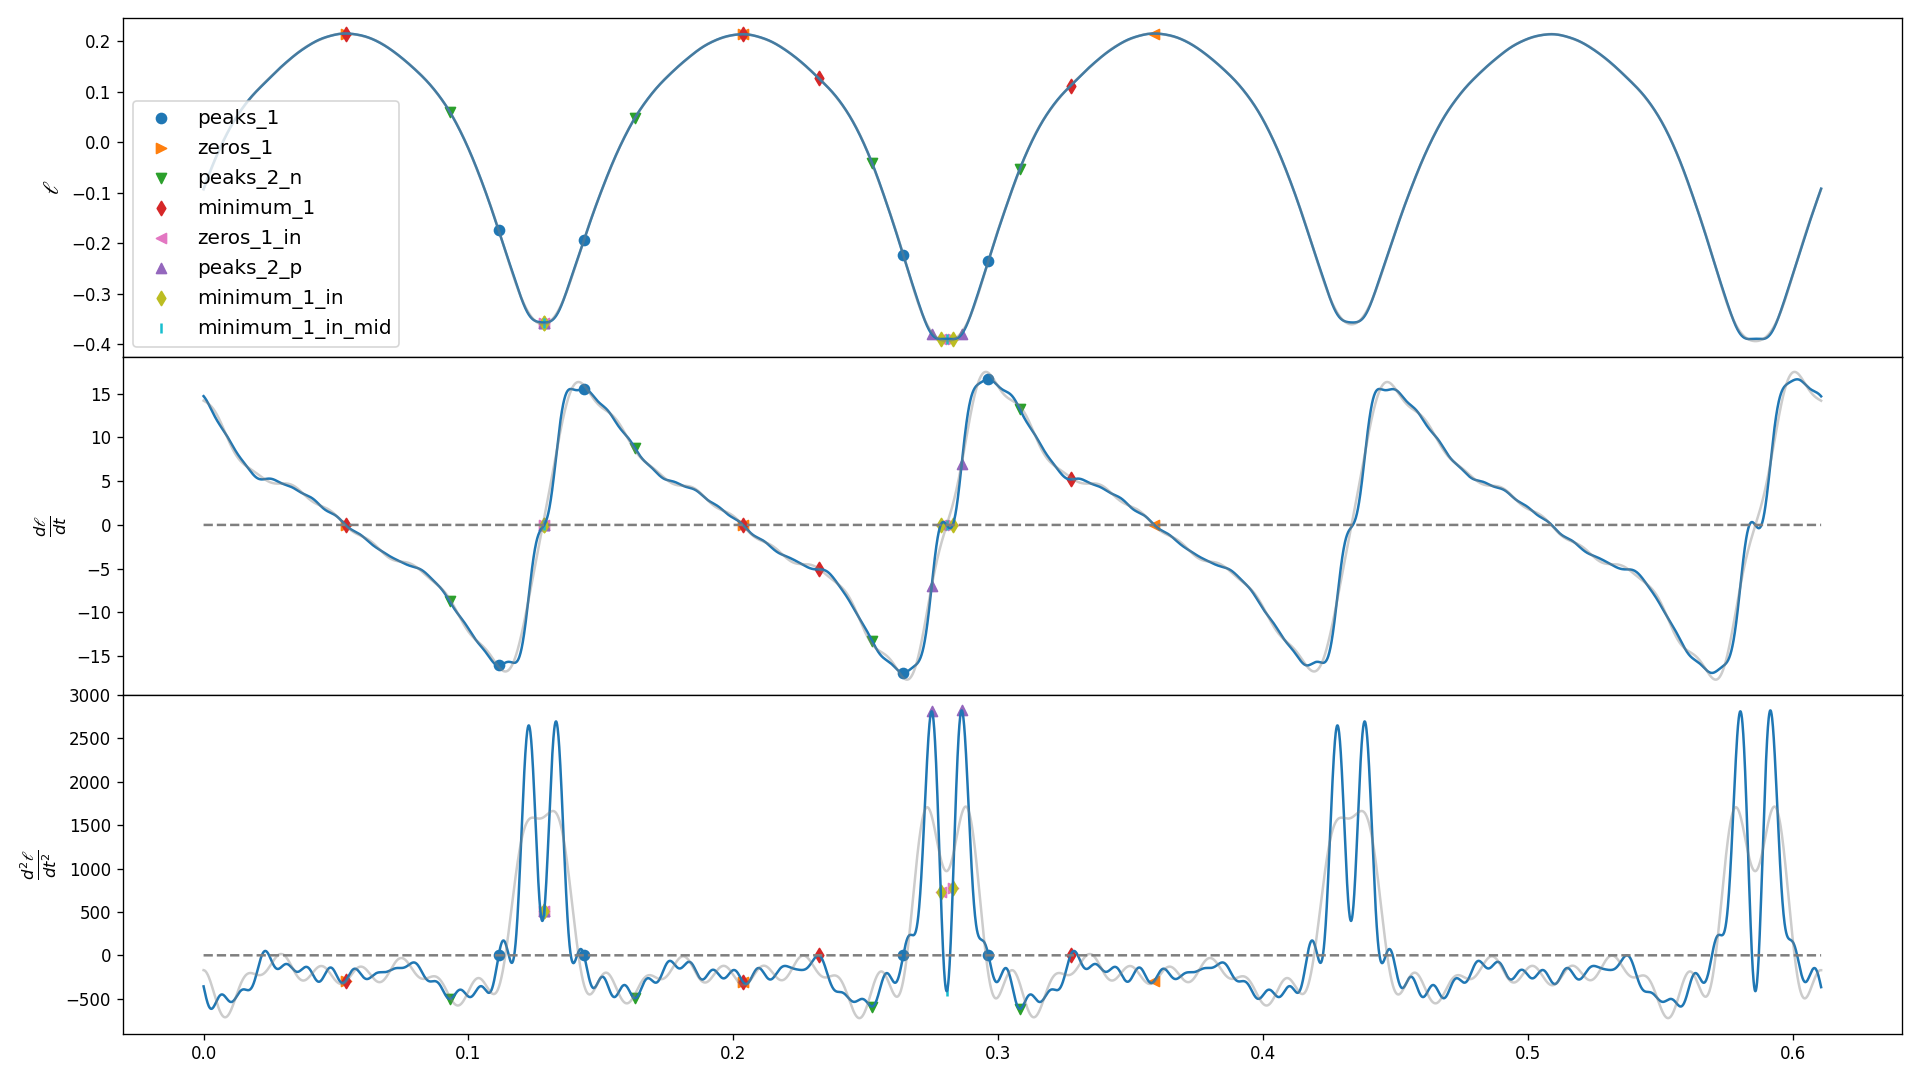 0.2
0.1
0.0
−0.1
−0.2
−0.3
−0.4
ℓ
peaks_1
zeros_1
peaks_2_n
minimum_1
zeros_1_in
peaks_2_p
minimum_1_in
minimum_1_in_mid
15
10
5
0
−5
−10
−15
dℓ
dt
3000
2500
2000
1500
1000
500
0
−500
d²ℓ
dt²
0.0 0.1 0.2 0.3 0.4 0.5 0.6